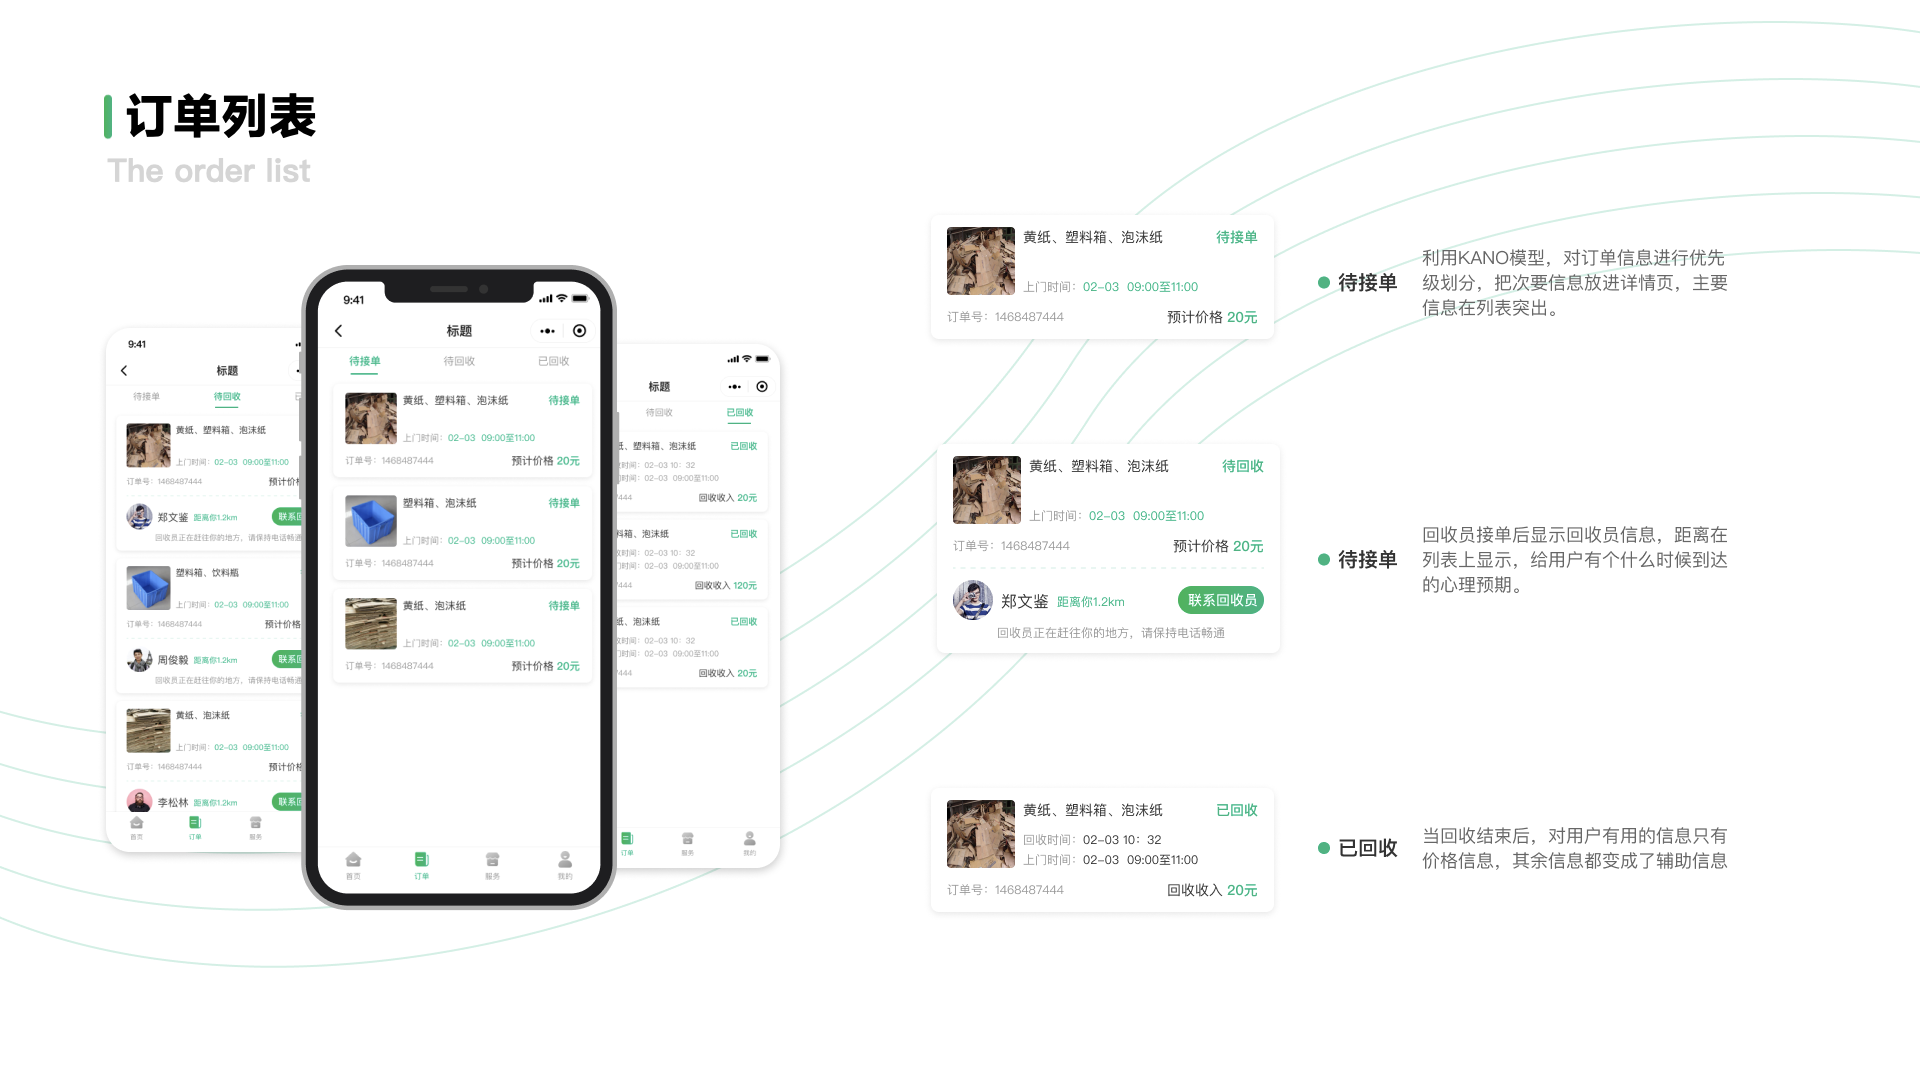 订单列表
The order list
9:41
标题
待接单
待回收
黄纸、塑料箱、泡沫纸
上门时间：02-03 09:00至11:00
订单号：1468487444
预计价
郑文鉴 距离你1.2km
联系
回收员正在赶往你的地方，请保持电话畅通
塑料箱、饮料瓶
上门时间：02-03 09:00至11:00
订单号：1468487444
预计价格
周俊毅 距离你1.2km
联系
回收员正在赶往你的地方，请保持电话畅通
黄纸、泡沫纸
上门时间：02-03 09:00至11:00
订单号：1468487444
预计价
李松林 距离你1.2km
联系
首页 订单 服务
9:41
标题
待接单 待回收 已回收
黄纸、塑料箱、泡沫纸 待接单
上门时间：02-03 09:00至11:00
订单号：1468487444 预计价格 20元
塑料箱、泡沫纸 待接单
上门时间：02-03 09:00至11:00
订单号：1468487444 预计价格 20元
黄纸、泡沫纸 待接单
上门时间：02-03 09:00至11:00
订单号：1468487444 预计价格 20元
首页 订单 服务 我的
标题
待回收 已回收
纸、塑料箱、泡沫纸 已回收
时间：02-03 10：32
时间：02-03 09:00至11:00
444 回收收入 20元
料箱、泡沫纸 已回收
时间：02-03 10：32
时间：02-03 09:00至11:00
444 回收收入 120元
纸、泡沫纸 已回收
时间：02-03 10：32
时间：02-03 09:00至11:00
444 回收收入 20元
订单 服务 我的
黄纸、塑料箱、泡沫纸 待接单
上门时间：02-03 09:00至11:00
订单号：1468487444 预计价格 20元
待接单
利用KANO模型，对订单信息进行优先
级划分，把次要信息放进详情页，主要
信息在列表突出。
黄纸、塑料箱、泡沫纸 待回收
上门时间：02-03 09:00至11:00
订单号：1468487444 预计价格 20元
郑文鉴 距离你1.2km 联系回收员
回收员正在赶往你的地方，请保持电话畅通
待接单
回收员接单后显示回收员信息，距离在
列表上显示，给用户有个什么时候到达
的心理预期。
黄纸、塑料箱、泡沫纸 已回收
回收时间：02-03 10：32
上门时间：02-03 09:00至11:00
订单号：1468487444 回收收入 20元
已回收
当回收结束后，对用户有用的信息只有
价格信息，其余信息都变成了辅助信息